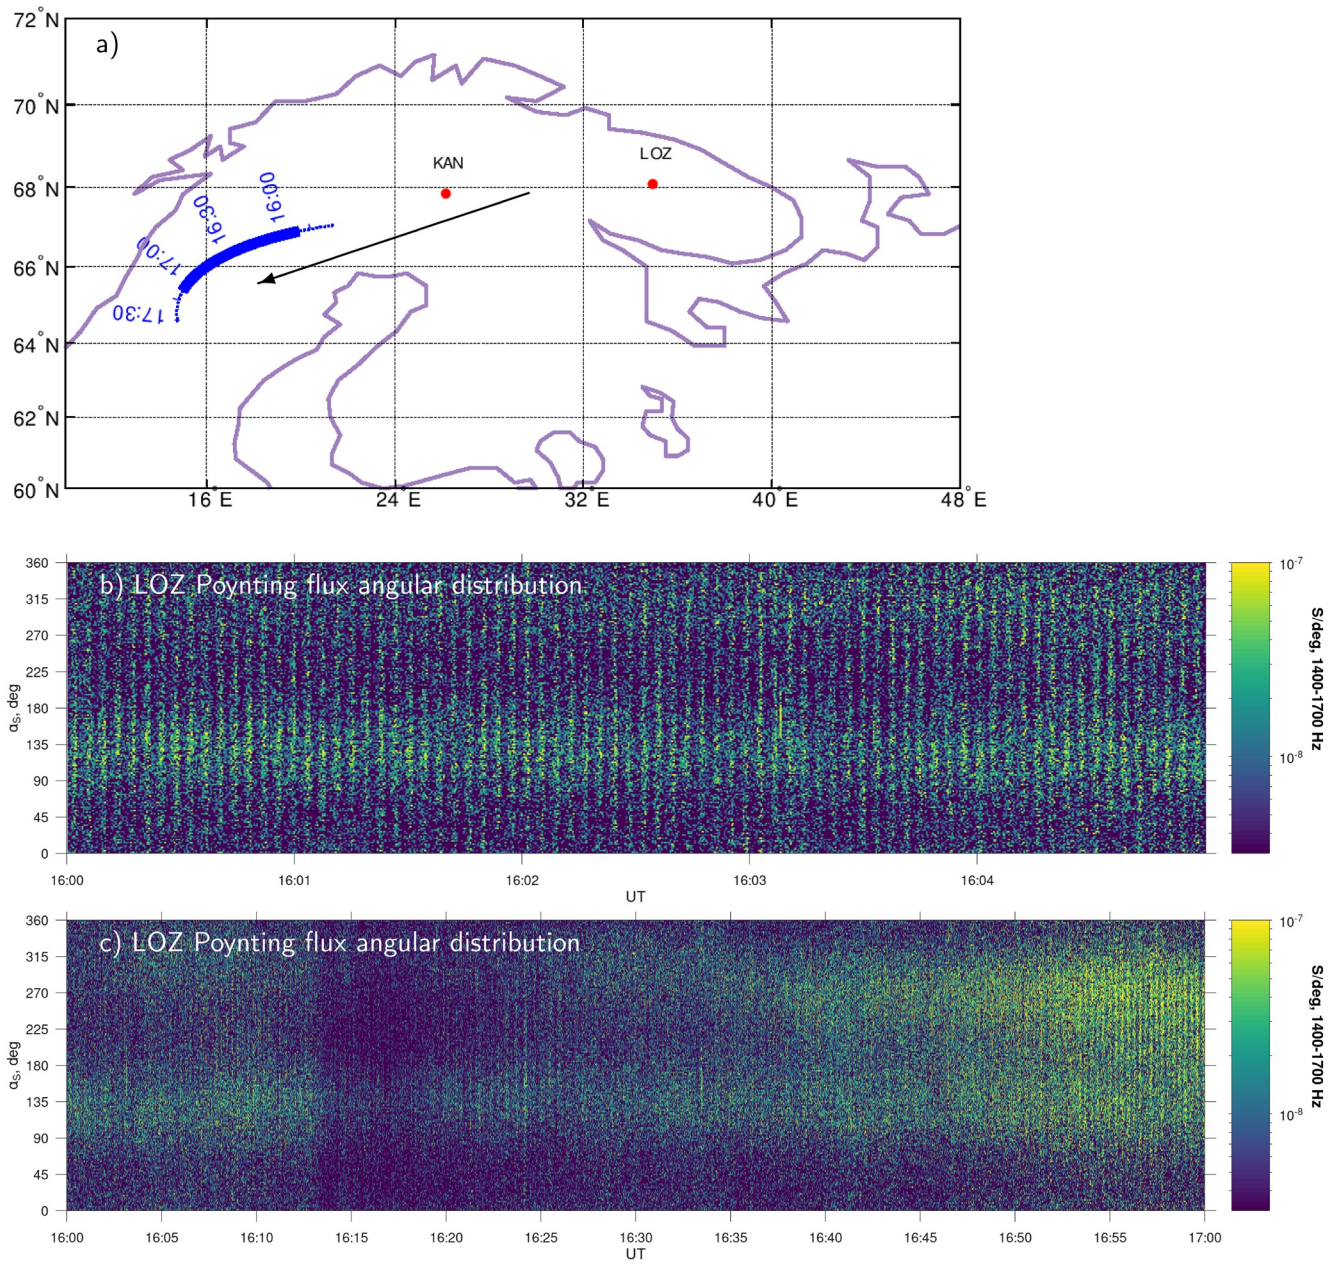 a)
72°N
70°N
68°N
66°N
64°N
62°N
60°N
16°E
24°E
32°E
40°E
48°E
KAN
LOZ
16:00
16:30
17:00
17:30
b) LOZ Poynting flux angular distribution
360
315
270
225
180
135
90
45
0
αS, deg
16:00
16:01
16:02
16:03
16:04
UT
10-7
10-8
S/deg, 1400-1700 Hz
c) LOZ Poynting flux angular distribution
360
315
270
225
180
135
90
45
0
αS, deg
16:00
16:05
16:10
16:15
16:20
16:25
16:30
16:35
16:40
16:45
16:50
16:55
17:00
UT
10-7
10-8
S/deg, 1400-1700 Hz